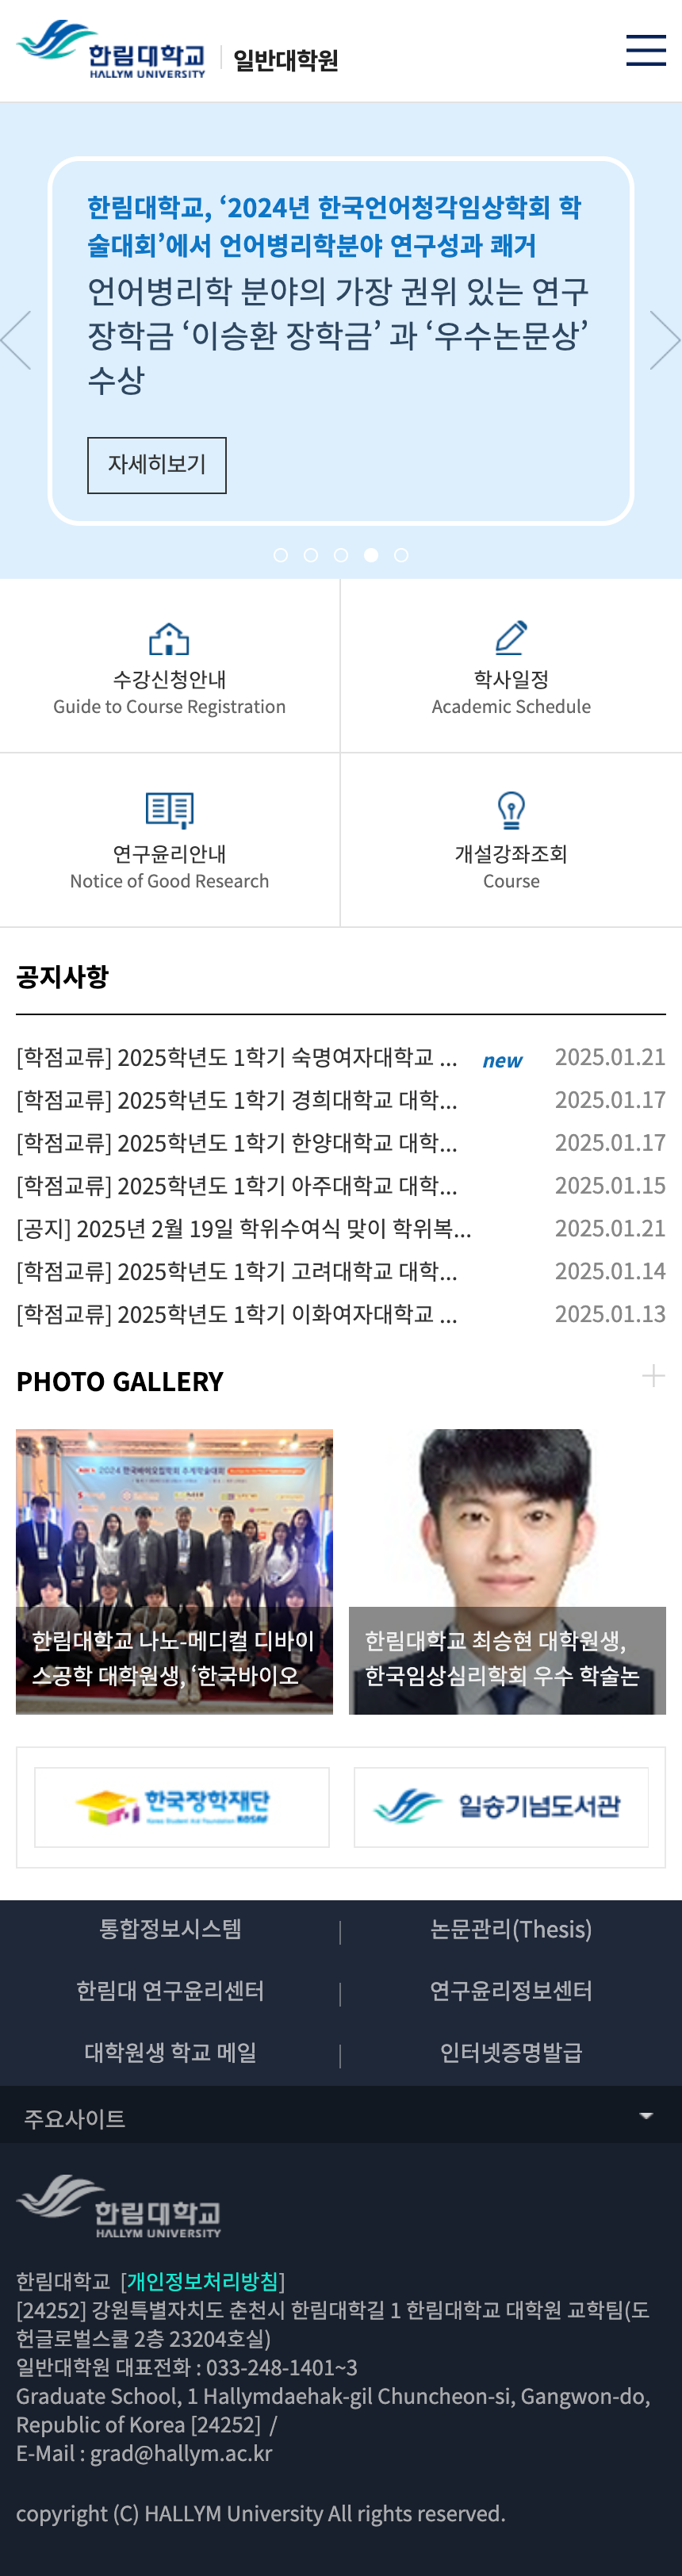 한림대학교
HALLYM UNIVERSITY
일반대학원
한림대학교, ‘2024년 한국언어청각임상학회 학
술대회’에서 언어병리학분야 연구성과 쾌거
언어병리학 분야의 가장 권위 있는 연구
장학금 ‘이승환 장학금’ 과 ‘우수논문상’
수상
자세히보기
수강신청안내
Guide to Course Registration
학사일정
Academic Schedule
연구윤리안내
Notice of Good Research
개설강좌조회
Course
공지사항
[학점교류] 2025학년도 1학기 숙명여자대학교 ... new 2025.01.21
[학점교류] 2025학년도 1학기 경희대학교 대학... 2025.01.17
[학점교류] 2025학년도 1학기 한양대학교 대학... 2025.01.17
[학점교류] 2025학년도 1학기 아주대학교 대학... 2025.01.15
[공지] 2025년 2월 19일 학위수여식 맞이 학위복... 2025.01.21
[학점교류] 2025학년도 1학기 고려대학교 대학... 2025.01.14
[학점교류] 2025학년도 1학기 이화여자대학교 ... 2025.01.13
PHOTO GALLERY
2024 한국바이오칩학회 추계학술대회
한림대학교 나노-메디컬 디바이
스공학 대학원생, ‘한국바이오
한림대학교 최승현 대학원생,
한국임상심리학회 우수 학술논
한국장학재단
Korea Student Aid Foundation KOSAF
일송기념도서관
통합정보시스템
논문관리(Thesis)
한림대 연구윤리센터
연구윤리정보센터
대학원생 학교 메일
인터넷증명발급
주요사이트
한림대학교
HALLYM UNIVERSITY
한림대학교 [개인정보처리방침]
[24252] 강원특별자치도 춘천시 한림대학길 1 한림대학교 대학원 교학팀(도
헌글로벌스쿨 2층 23204호실)
일반대학원 대표전화 : 033-248-1401~3
Graduate School, 1 Hallymdaehak-gil Chuncheon-si, Gangwon-do,
Republic of Korea [24252] /
E-Mail : grad@hallym.ac.kr
copyright (C) HALLYM University All rights reserved.